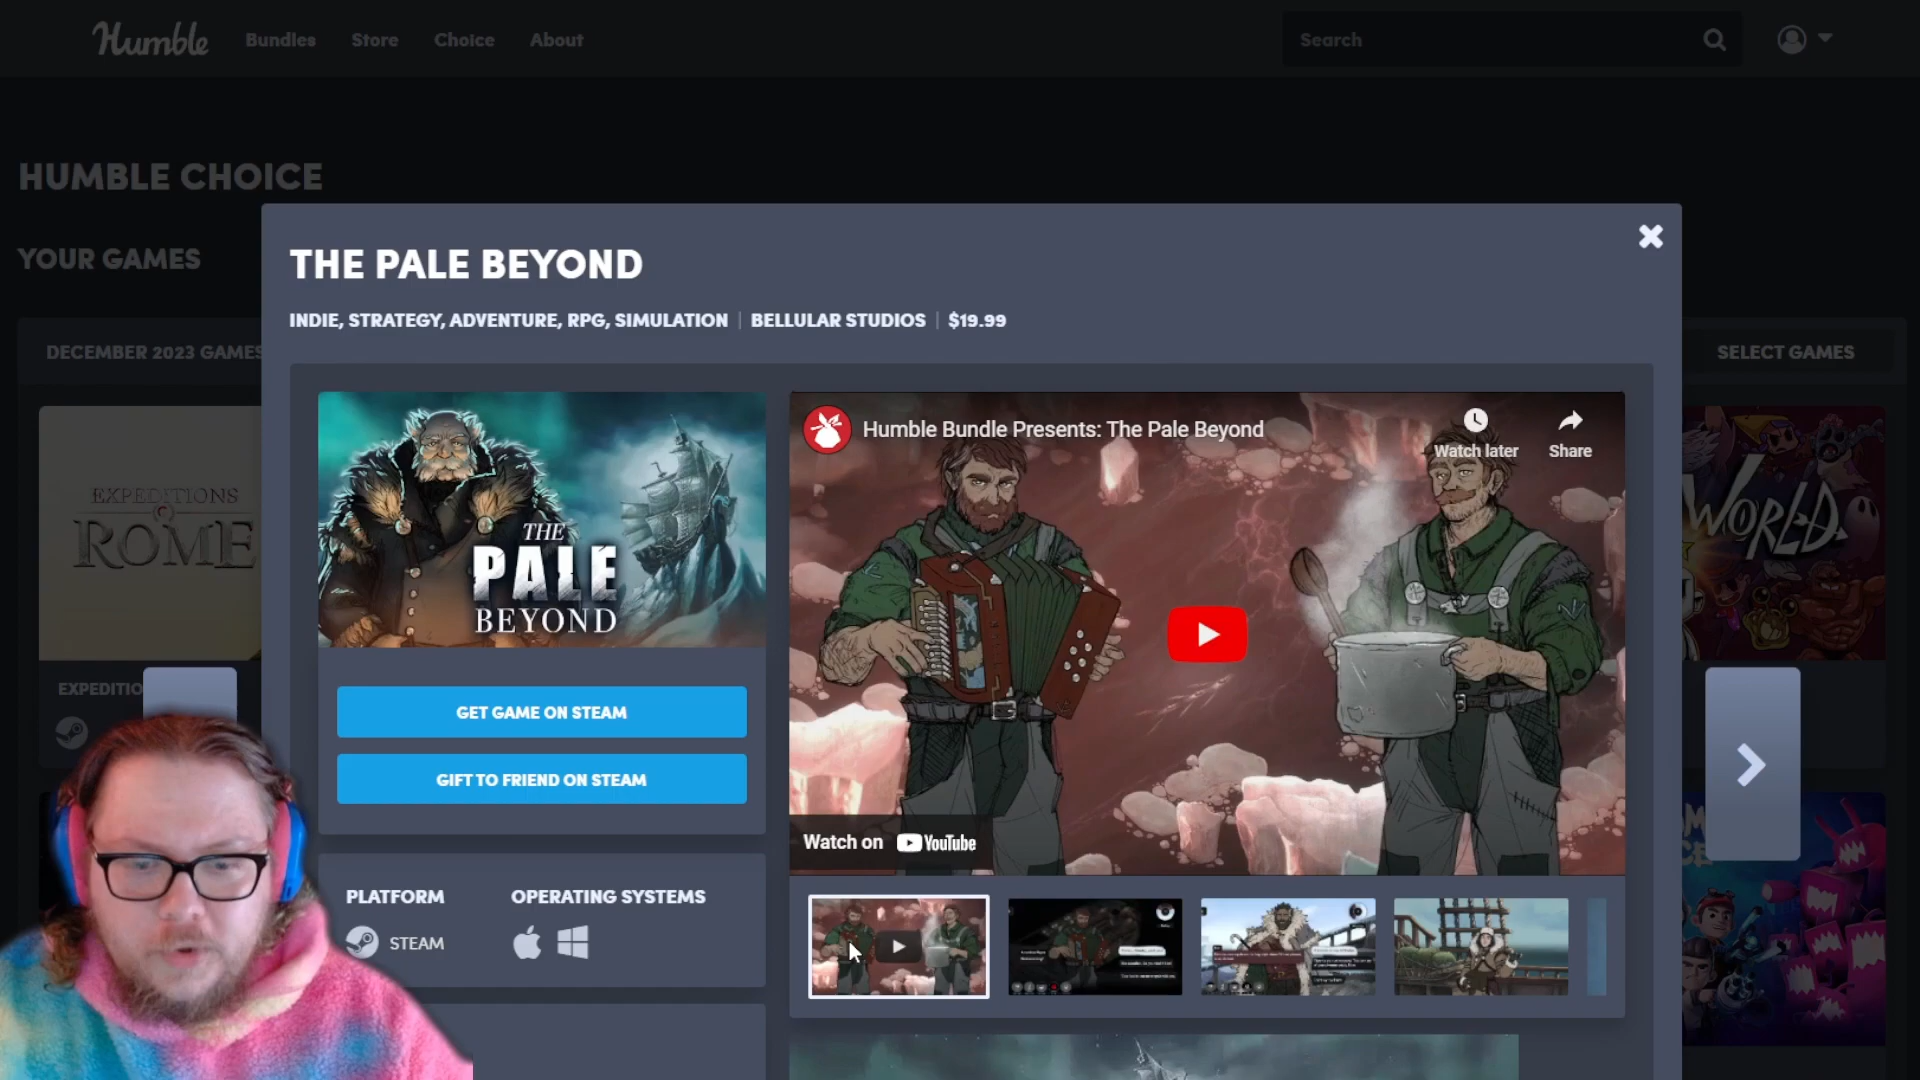 Humble
Bundles
Store
Choice
About
Search
HUMBLE CHOICE
YOUR GAMES
DECEMBER 2023 GAMES
SELECT GAMES
THE PALE BEYOND
INDIE, STRATEGY, ADVENTURE, RPG, SIMULATION | BELLULAR STUDIOS | $19.99
EXPEDITIONS
ROME
EXPEDITIO
THE
PALE
BEYOND
GET GAME ON STEAM
GIFT TO FRIEND ON STEAM
PLATFORM
STEAM
OPERATING SYSTEMS
Humble Bundle Presents: The Pale Beyond
Watch later
Share
Watch on YouTube
WORLD